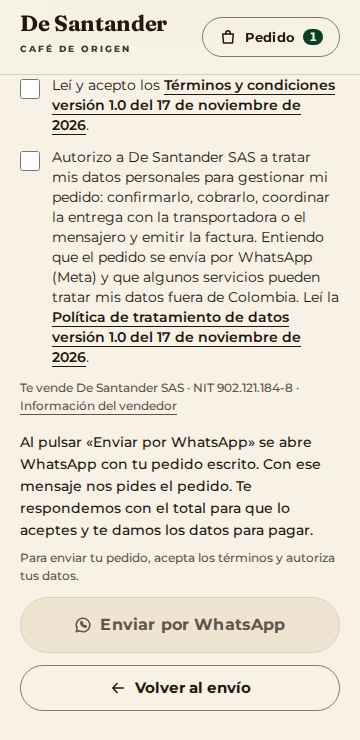 De Santander
CAFÉ DE ORIGEN
Pedido 1
Leí y acepto los Términos y condiciones
versión 1.0 del 17 de noviembre de
2026.
Autorizo a De Santander SAS a tratar
mis datos personales para gestionar mi
pedido: confirmarlo, cobrarlo, coordinar
la entrega con la transportadora o el
mensajero y emitir la factura. Entiendo
que el pedido se envía por WhatsApp
(Meta) y que algunos servicios pueden
tratar mis datos fuera de Colombia. Leí la
Política de tratamiento de datos
versión 1.0 del 17 de noviembre de
2026.
Te vende De Santander SAS · NIT 902.121.184-8 ·
Información del vendedor
Al pulsar «Enviar por WhatsApp» se abre
WhatsApp con tu pedido escrito. Con ese
mensaje nos pides el pedido. Te
respondemos con el total para que lo
aceptes y te damos los datos para pagar.
Para enviar tu pedido, acepta los términos y autoriza
tus datos.
Enviar por WhatsApp
← Volver al envío